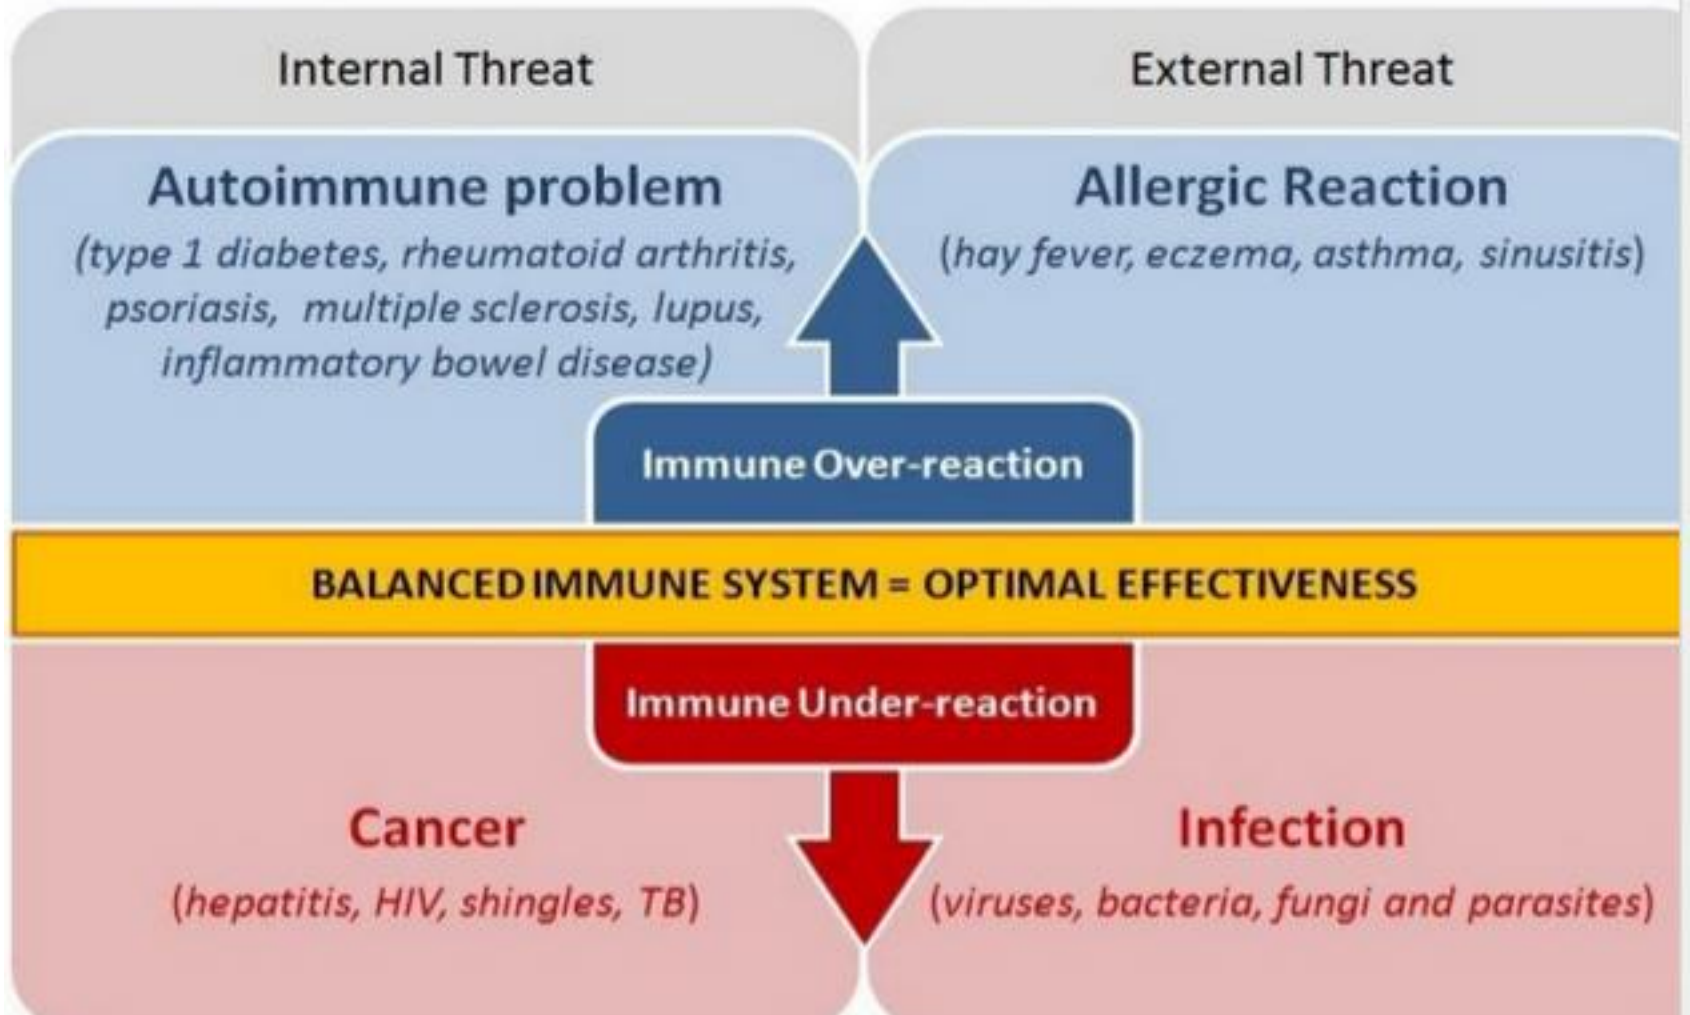 Internal Threat
External Threat
Autoimmune problem
(type 1 diabetes, rheumatoid arthritis,
psoriasis, multiple sclerosis, lupus,
inflammatory bowel disease)
Allergic Reaction
(hay fever, eczema, asthma, sinusitis)
Immune Over-reaction
BALANCED IMMUNE SYSTEM = OPTIMAL EFFECTIVENESS
Immune Under-reaction
Cancer
(hepatitis, HIV, shingles, TB)
Infection
(viruses, bacteria, fungi and parasites)